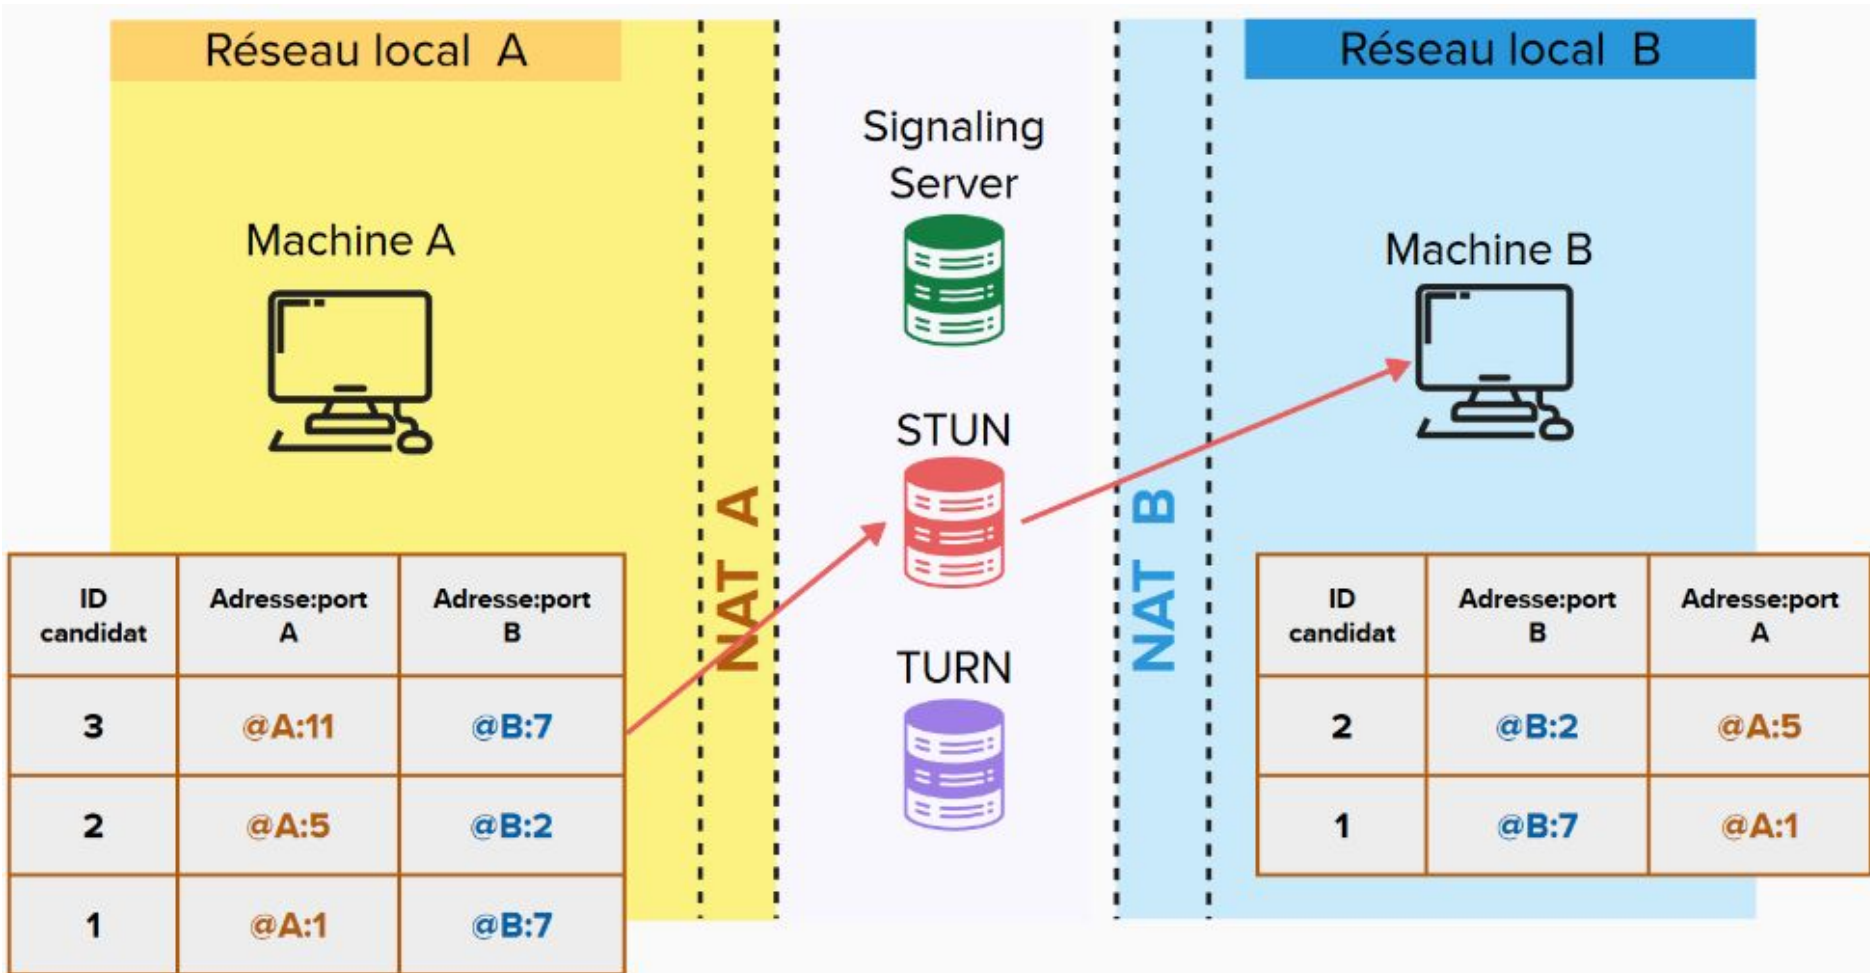 Réseau local A
Réseau local B
Signaling
Server
Machine A
Machine B
STUN
NAT A
NAT B
TURN
ID
candidat
Adresse:port
A
Adresse:port
B
3
@A:11
@B:7
2
@A:5
@B:2
1
@A:1
@B:7
ID
candidat
Adresse:port
B
Adresse:port
A
2
@B:2
@A:5
1
@B:7
@A:1